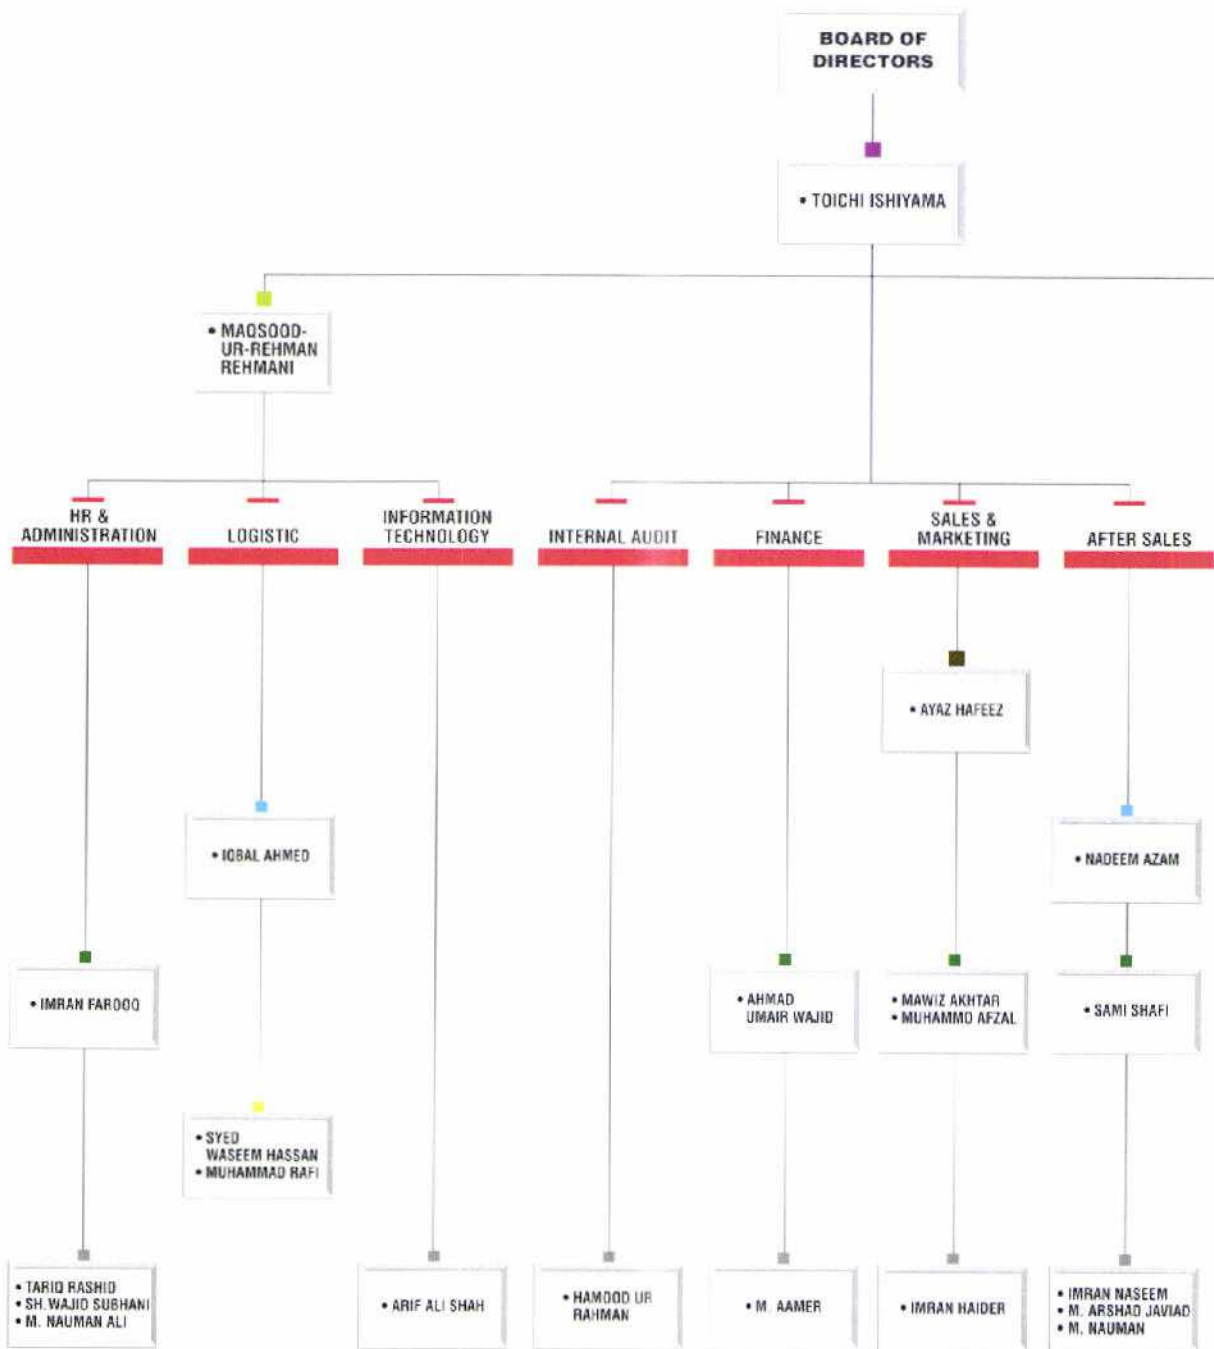 BOARD OF
DIRECTORS
• TOICHI ISHIYAMA
• MAQSOOD-
UR-REHMAN
REHMANI
HR &
ADMINISTRATION
LOGISTIC
INFORMATION
TECHNOLOGY
INTERNAL AUDIT
FINANCE
SALES &
MARKETING
AFTER SALES
• AYAZ HAFEEZ
• IQBAL AHMED
• NADEEM AZAM
• IMRAN FAROOQ
• AHMAD
UMAIR WAJID
• MAWIZ AKHTAR
• MUHAMMD AFZAL
• SAMI SHAFI
• SYED
WASEEM HASSAN
• MUHAMMAD RAFI
• TARIQ RASHID
• SH. WAJID SUBHANI
• M. NAUMAN ALI
• ARIF ALI SHAH
• HAMOOD UR
RAHMAN
• M. AAMER
• IMRAN HAIDER
• IMRAN NASEEM
• M. ARSHAD JAVIAD
• M. NAUMAN